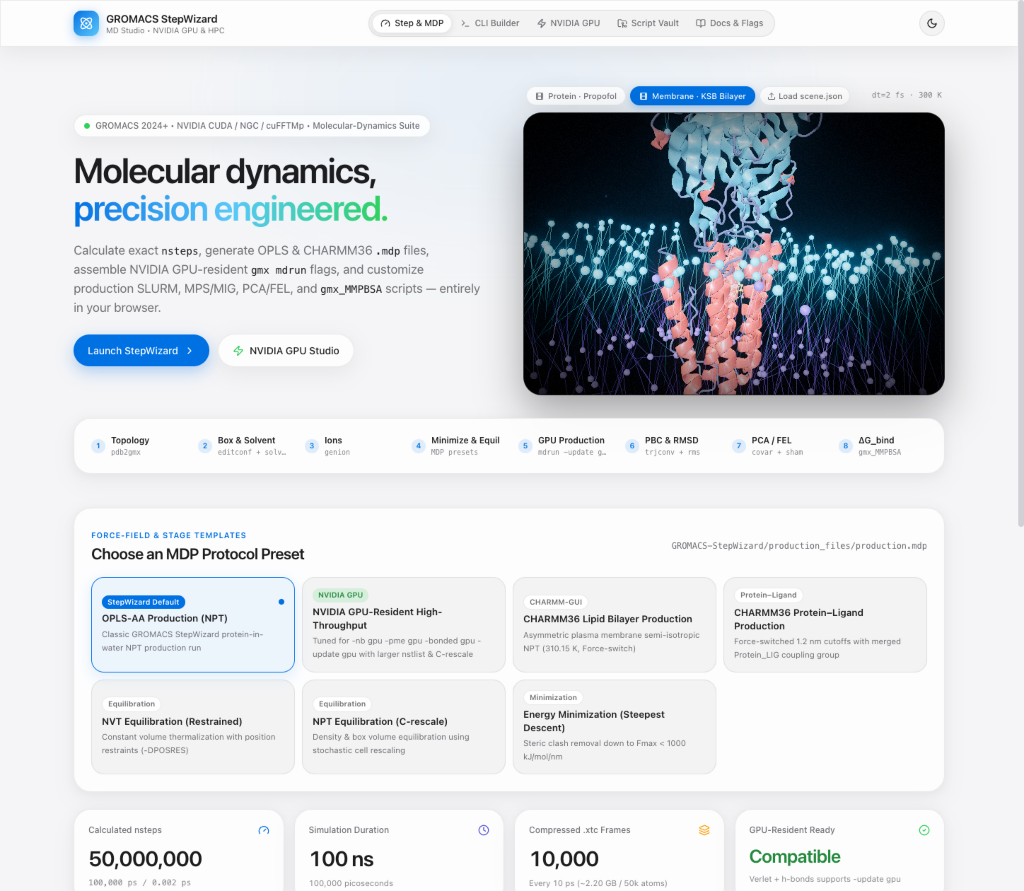 GROMACS StepWizard
MD Studio • NVIDIA GPU & HPC
Step & MDP
CLI Builder
NVIDIA GPU
Script Vault
Docs & Flags
Protein · Propofol
Membrane · KSB Bilayer
Load scene.json
dt=2 fs · 300 K
GROMACS 2024+ • NVIDIA CUDA / NGC / cuFFTMp • Molecular-Dynamics Suite
Molecular dynamics,
precision engineered.
Calculate exact nsteps, generate OPLS & CHARMM36 .mdp files,
assemble NVIDIA GPU-resident gmx mdrun flags, and customize
production SLURM, MPS/MIG, PCA/FEL, and gmx_MMPBSA scripts — entirely
in your browser.
Launch StepWizard
NVIDIA GPU Studio
1
Topology
pdb2gmx
2
Box & Solvent
editconf + solv…
3
Ions
genion
4
Minimize & Equil
MDP presets
5
GPU Production
mdrun -update g…
6
PBC & RMSD
trjconv + rms
7
PCA / FEL
covar + sham
8
ΔG_bind
gmx_MMPBSA
FORCE-FIELD & STAGE TEMPLATES
Choose an MDP Protocol Preset
GROMACS-StepWizard/production_files/production.mdp
StepWizard Default
OPLS-AA Production (NPT)
Classic GROMACS StepWizard protein-in-
water NPT production run
NVIDIA GPU
NVIDIA GPU-Resident High-
Throughput
Tuned for -nb gpu -pme gpu -bonded gpu -
update gpu with larger nstlist & C-rescale
CHARMM-GUI
CHARMM36 Lipid Bilayer Production
Asymmetric plasma membrane semi-isotropic
NPT (310.15 K, Force-switch)
Protein–Ligand
CHARMM36 Protein–Ligand
Production
Force-switched 1.2 nm cutoffs with merged
Protein_LIG coupling group
Equilibration
NVT Equilibration (Restrained)
Constant volume thermalization with position
restraints (-DPOSRES)
Equilibration
NPT Equilibration (C-rescale)
Density & box volume equilibration using
stochastic cell rescaling
Minimization
Energy Minimization (Steepest
Descent)
Steric clash removal down to Fmax < 1000
kJ/mol/nm
Calculated nsteps
50,000,000
100,000 ps / 0.002 ps
Simulation Duration
100 ns
100,000 picoseconds
Compressed .xtc Frames
10,000
Every 10 ps (~2.20 GB / 50k atoms)
GPU-Resident Ready
Compatible
Verlet + h-bonds supports -update gpu